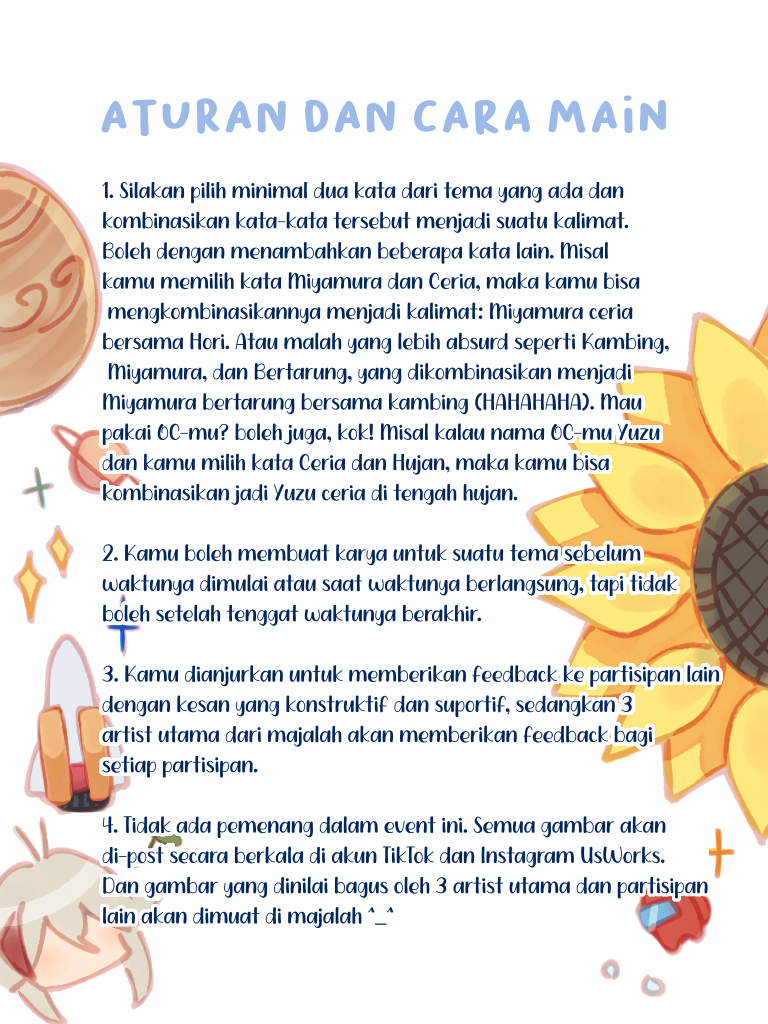 ATURAN DAN CARA MAIN
1. Silakan pilih minimal dua kata dari tema yang ada dan
kombinasikan kata-kata tersebut menjadi suatu kalimat.
Boleh dengan menambahkan beberapa kata lain. Misal
kamu memilih kata Miyamura dan Ceria, maka kamu bisa
mengkombinasikannya menjadi kalimat: Miyamura ceria
bersama Hori. Atau malah yang lebih absurd seperti Kambing,
Miyamura, dan Bertarung, yang dikombinasikan menjadi
Miyamura bertarung bersama kambing (HAHAHAHA). Mau
pakai OC-mu? boleh juga, kok! Misal kalau nama OC-mu Yuzu
dan kamu milih kata Ceria dan Hujan, maka kamu bisa
kombinasikan jadi Yuzu ceria di tengah hujan.
2. Kamu boleh membuat karya untuk suatu tema sebelum
waktunya dimulai atau saat waktunya berlangsung, tapi tidak
boleh setelah tenggat waktunya berakhir.
3. Kamu dianjurkan untuk memberikan feedback ke partisipan lain
dengan kesan yang konstruktif dan suportif, sedangkan 3
artist utama dari majalah akan memberikan feedback bagi
setiap partisipan.
4. Tidak ada pemenang dalam event ini. Semua gambar akan
di-post secara berkala di akun TikTok dan Instagram UsWorks.
Dan gambar yang dinilai bagus oleh 3 artist utama dan partisipan
lain akan dimuat di majalah ^_^